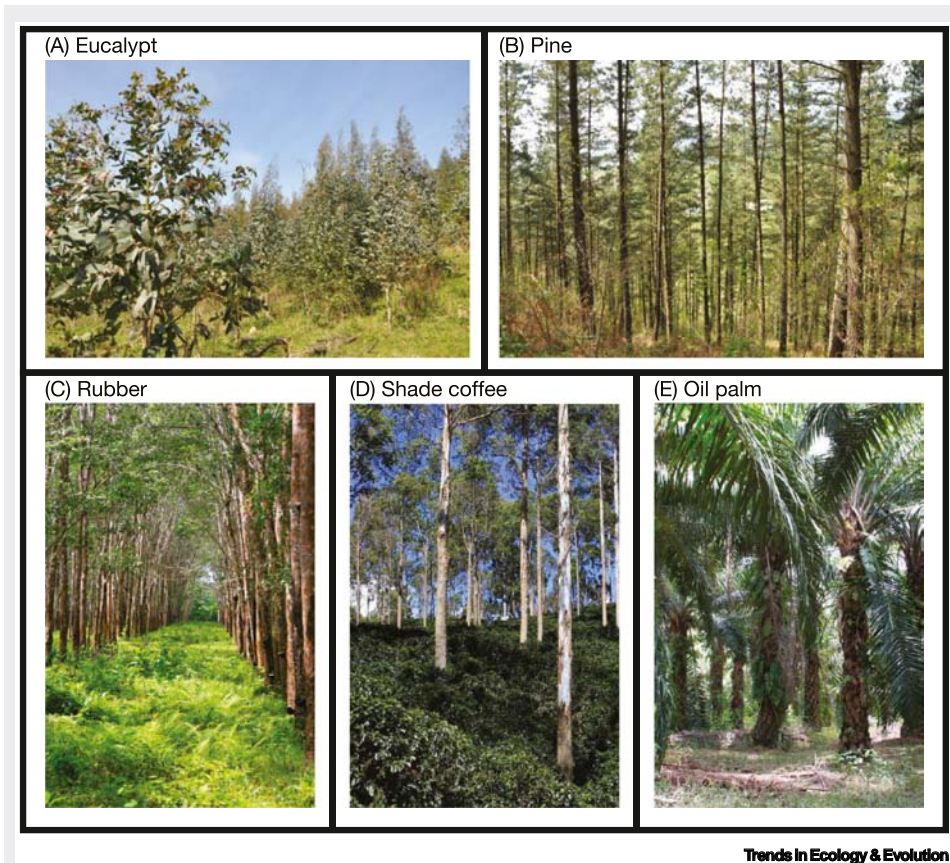 (A) Eucalypt
(B) Pine
(C) Rubber
(D) Shade coffee
(E) Oil palm
Trends in Ecology & Evolution